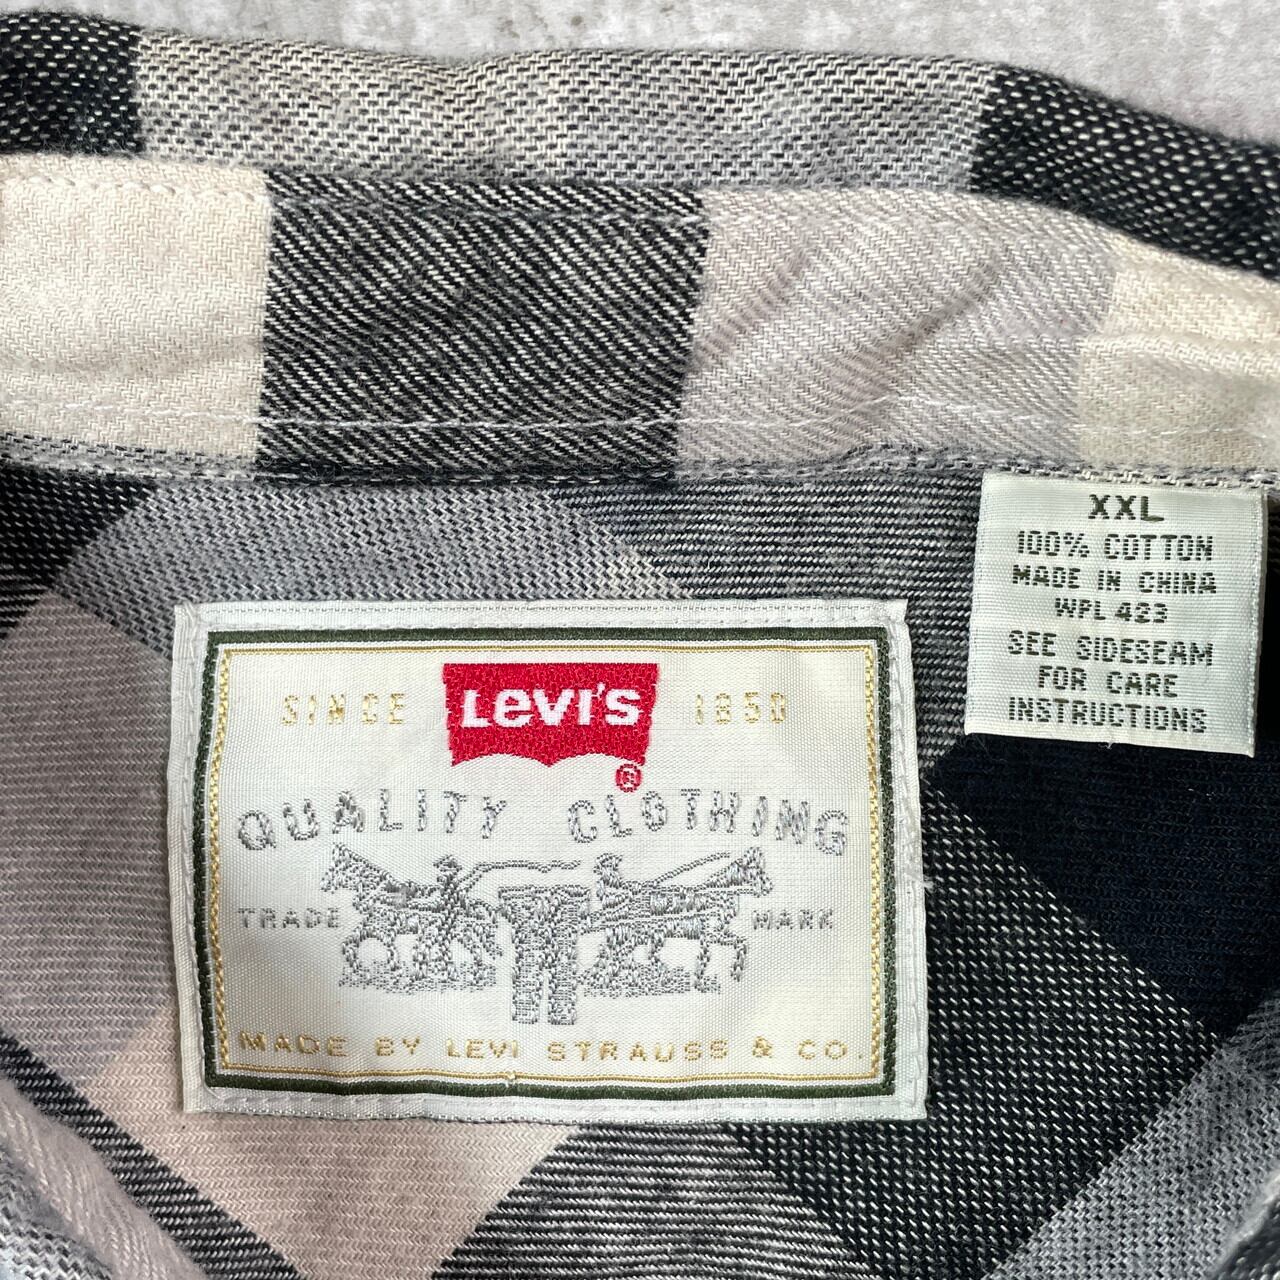 SINCE LEVI'S 1850
®
QUALITY CLOTHING
TRADE MARK
MADE BY LEVI STRAUSS & CO.
XXL
100% COTTON
MADE IN CHINA
WPL 423
SEE SIDESEAM
FOR CARE
INSTRUCTIONS